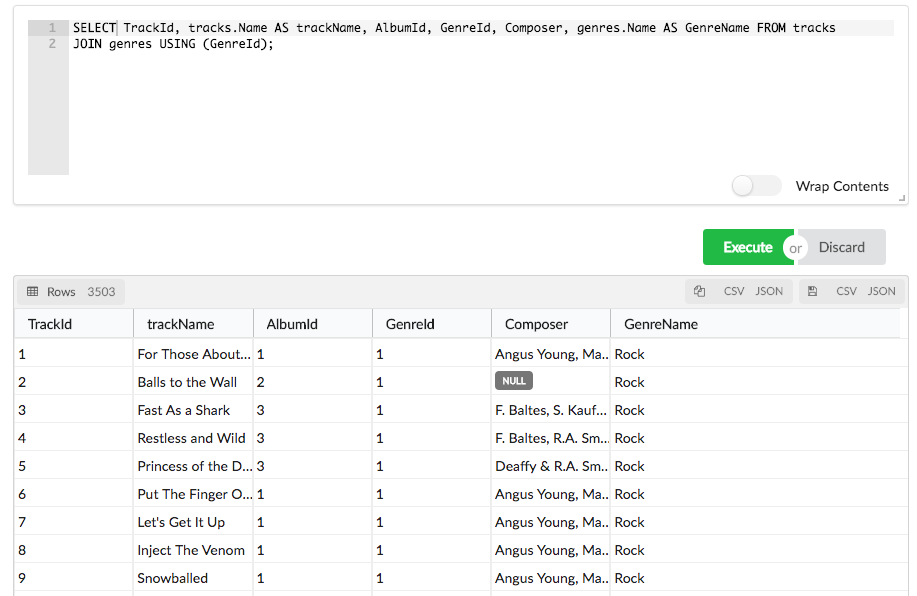 1 SELECT TrackId, tracks.Name AS trackName, AlbumId, GenreId, Composer, genres.Name AS GenreName FROM tracks
2 JOIN genres USING (GenreId);
Wrap Contents
Execute or Discard
Rows 3503 CSV JSON CSV JSON
TrackId trackName AlbumId GenreId Composer GenreName
1 For Those About... 1 1 Angus Young, Ma.. Rock
2 Balls to the Wall 2 1 NULL Rock
3 Fast As a Shark 3 1 F. Baltes, S. Kauf... Rock
4 Restless and Wild 3 1 F. Baltes, R.A. Sm... Rock
5 Princess of the D... 3 1 Deaffy & R.A. Sm.. Rock
6 Put The Finger O... 1 1 Angus Young, Ma.. Rock
7 Let's Get It Up 1 1 Angus Young, Ma.. Rock
8 Inject The Venom 1 1 Angus Young, Ma.. Rock
9 Snowballed 1 1 Angus Young, Ma.. Rock